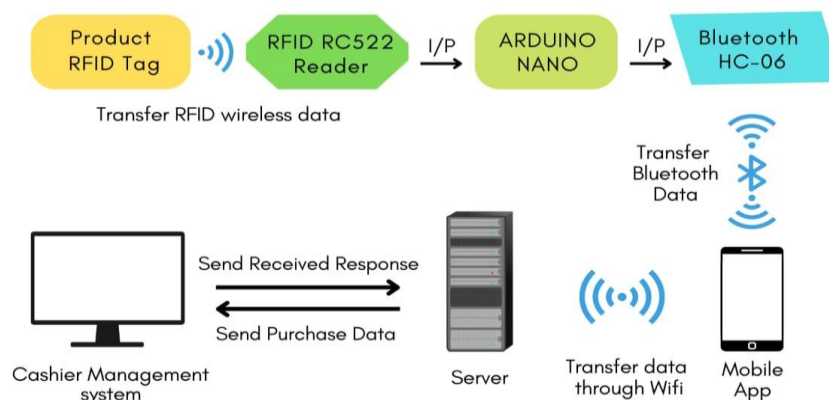 Product
RFID Tag
RFID RC522
Reader
I/P
ARDUINO
NANO
I/P
Bluetooth
HC-06
Transfer RFID wireless data
Transfer
Bluetooth
Data
Send Received Response
Send Purchase Data
Cashier Management
system
Server
Transfer data
through Wifi
Mobile
App